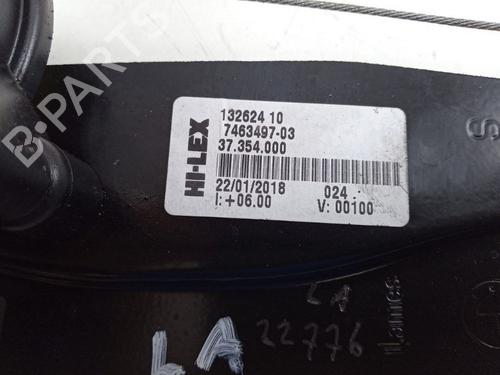 B-PARTS
HI-LEX
132624 10
7463497-03
37.354.000
22/01/2018 024
I:+06.00 V: 00100
LA
22776
LA